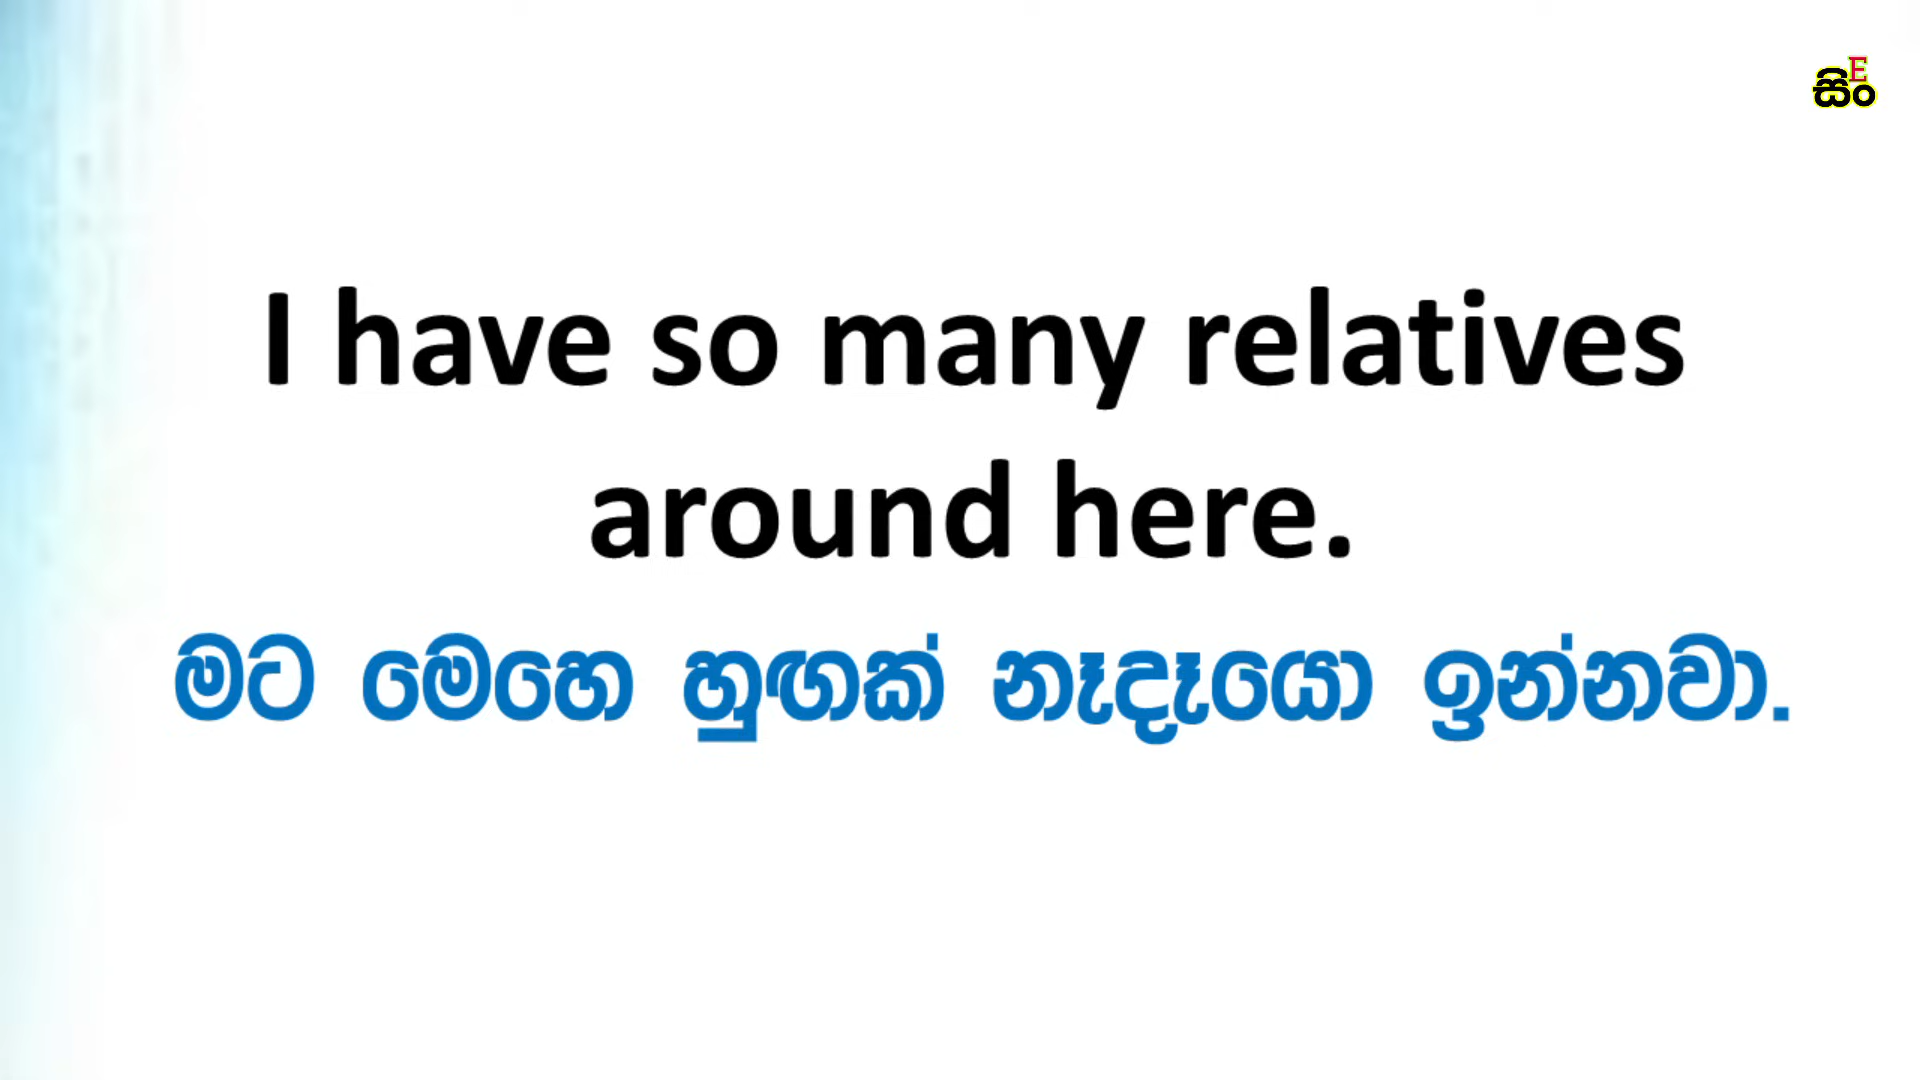 E
සිං
I have so many relatives
around here.
මට මෙහෙ හුඟක් නෑදෑයො ඉන්නවා.